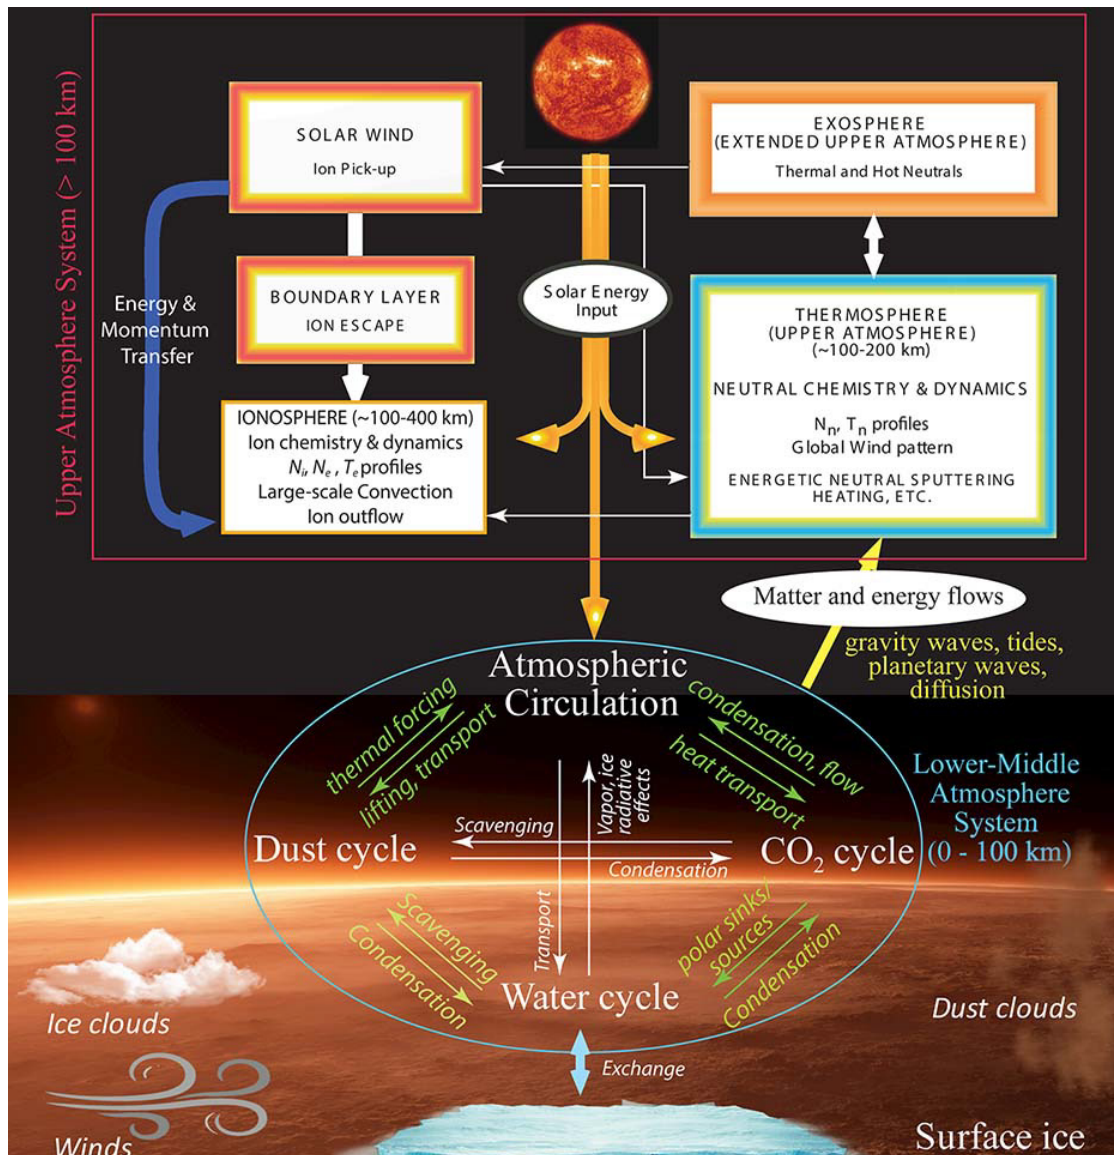 Upper Atmosphere System (> 100 km)
SOLAR WIND
Ion Pick-up
EXOSPHERE
(EXTENDED UPPER ATMOSPHERE)
Thermal and Hot Neutrals
BOUNDARY LAYER
ION ESCAPE
Energy &
Momentum
Transfer
Solar Energy
Input
THERMOSPHERE
(UPPER ATMOSPHERE)
(~100-200 km)
NEUTRAL CHEMISTRY & DYNAMICS
Nn, Tn profiles
Global Wind pattern
ENERGETIC NEUTRAL SPUTTERING
HEATING, ETC.
IONOSPHERE (~100-400 km)
Ion chemistry & dynamics
Ni, Ne, Te profiles
Large-scale Convection
Ion outflow
Matter and energy flows
gravity waves, tides,
planetary waves,
diffusion
Atmospheric
Circulation
thermal forcing
lifting, transport
condensation, flow
heat transport
Vapor, ice
radiative
effects
Lower-Middle
Atmosphere
System
(0 - 100 km)
Scavenging
Dust cycle
CO₂ cycle
Condensation
Transport
Scavenging
Condensation
polar sinks/
sources
Condensation
Water cycle
Ice clouds
Dust clouds
Exchange
Winds
Surface ice